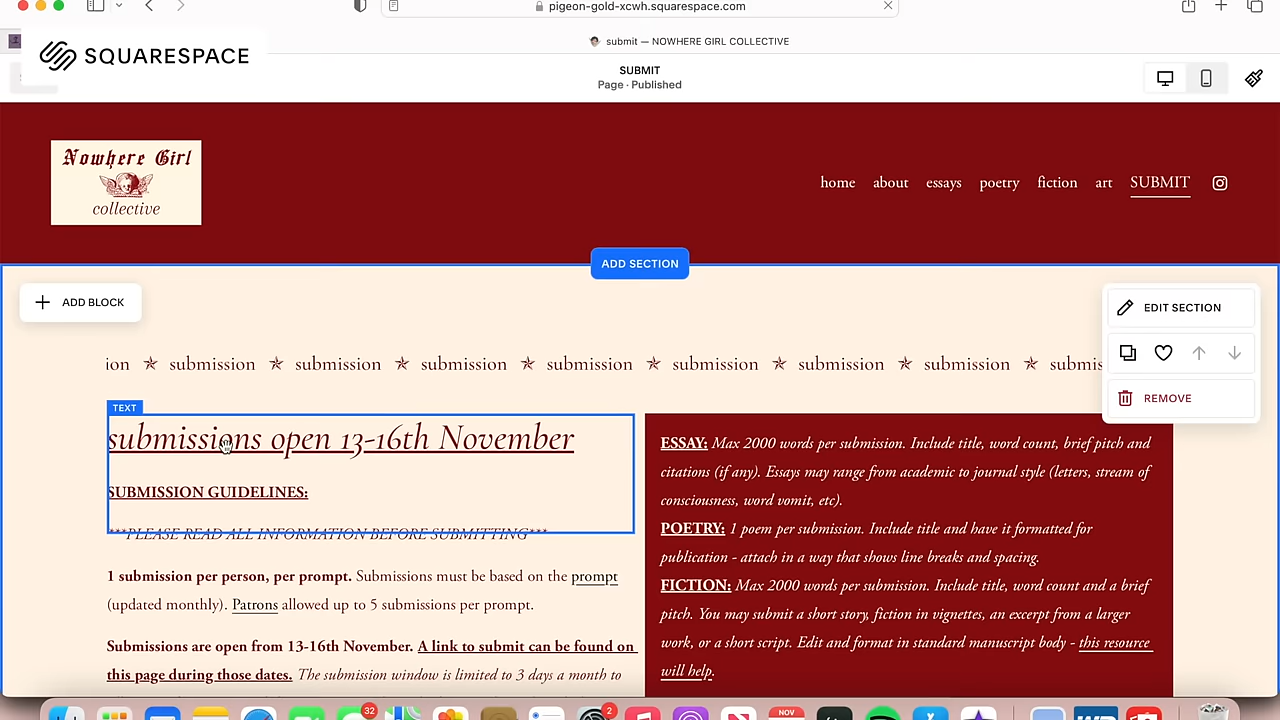 pigeon-gold-xcwh.squarespace.com
submit — NOWHERE GIRL COLLECTIVE
SQUARESPACE
SUBMIT
Page · Published
Nowhere Girl
collective
home about essays poetry fiction art SUBMIT
ADD SECTION
ADD BLOCK
EDIT SECTION
REMOVE
ion ✯ submission ✯ submission ✯ submission ✯ submission ✯ submission ✯ submission ✯ submission ✯ submis
TEXT
submissions open 13-16th November
SUBMISSION GUIDELINES:
***PLEASE READ ALL INFORMATION BEFORE SUBMITTING***
1 submission per person, per prompt. Submissions must be based on the prompt
(updated monthly). Patrons allowed up to 5 submissions per prompt.
Submissions are open from 13-16th November. A link to submit can be found on
this page during those dates. The submission window is limited to 3 days a month to
ESSAY: Max 2000 words per submission. Include title, word count, brief pitch and
citations (if any). Essays may range from academic to journal style (letters, stream of
consciousness, word vomit, etc).
POETRY: 1 poem per submission. Include title and have it formatted for
publication - attach in a way that shows line breaks and spacing.
FICTION: Max 2000 words per submission. Include title, word count and a brief
pitch. You may submit a short story, fiction in vignettes, an excerpt from a larger
work, or a short script. Edit and format in standard manuscript body - this resource
will help.
32
2
NOV